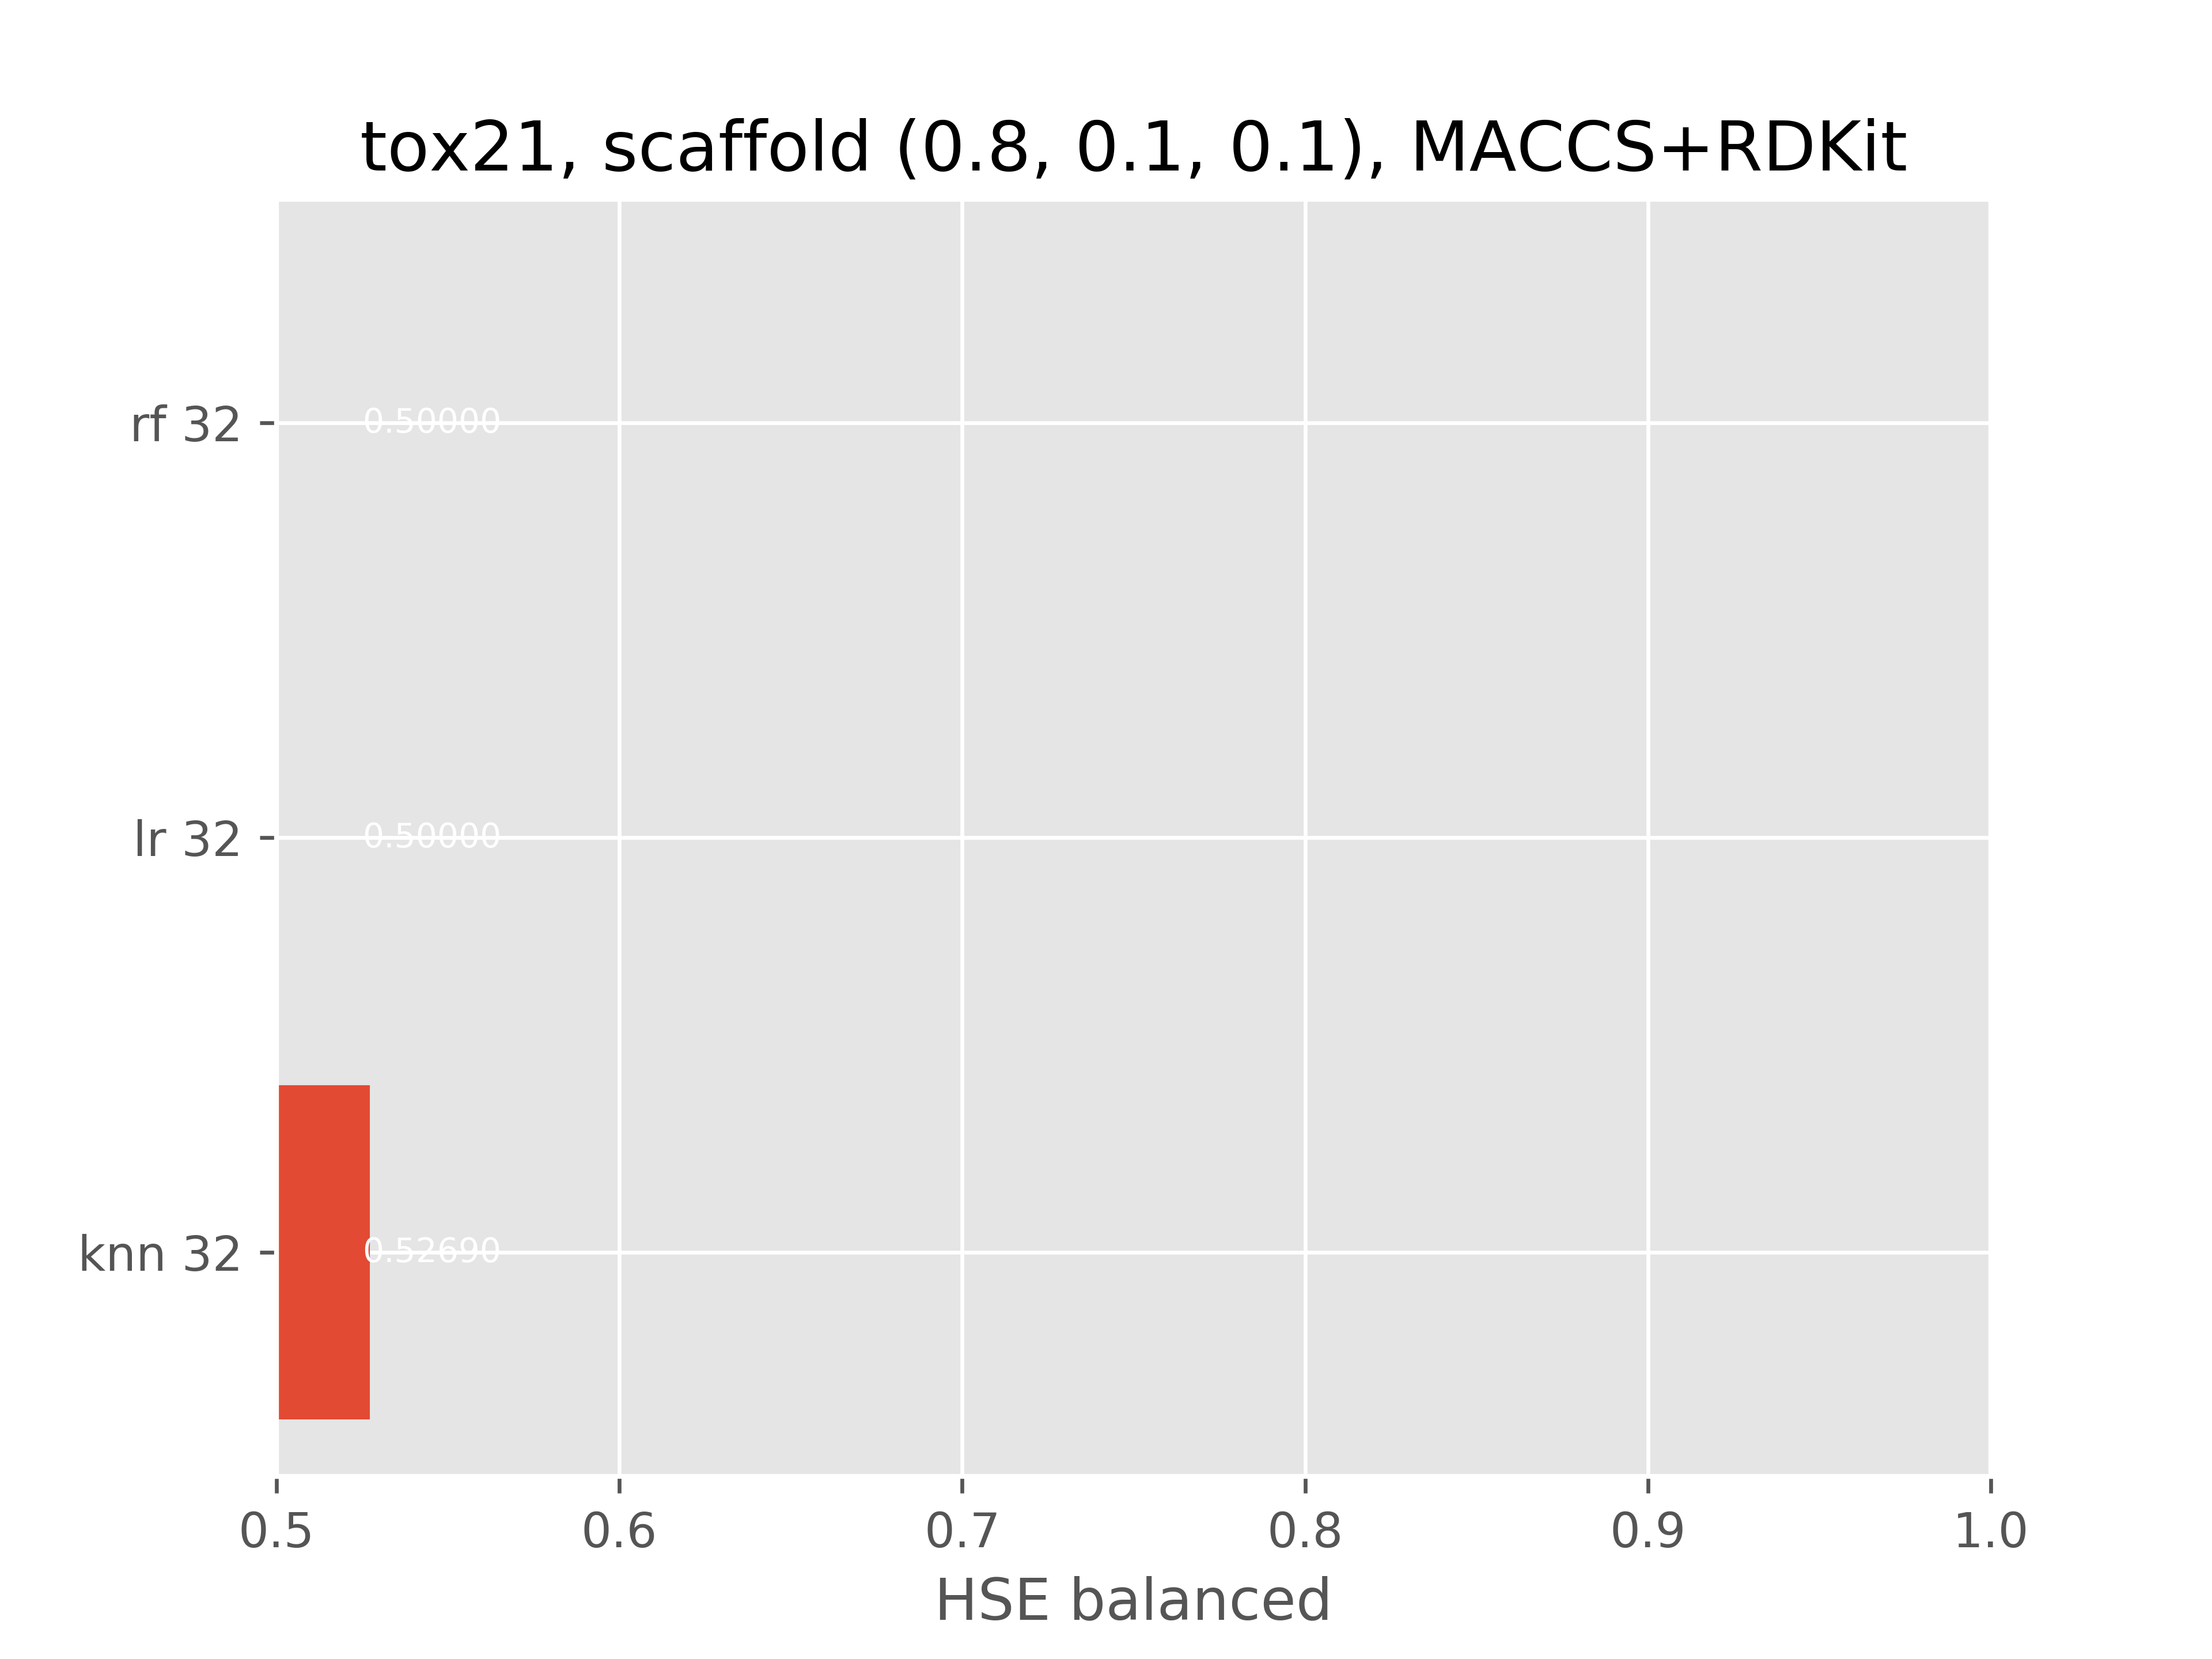 tox21, scaffold (0.8, 0.1, 0.1), MACCS+RDKit
rf 32
0.50000
lr 32
0.50000
knn 32
0.52690
0.5 0.6 0.7 0.8 0.9 1.0
HSE balanced